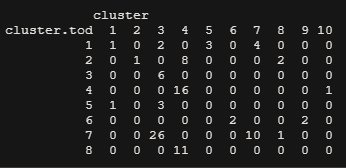 cluster
cluster.tod 1 2 3 4 5 6 7 8 9 10
1 1 0 2 0 3 0 4 0 0 0
2 0 1 0 8 0 0 0 2 0 0
3 0 0 6 0 0 0 0 0 0 0
4 0 0 0 16 0 0 0 0 0 1
5 1 0 3 0 0 0 0 0 0 0
6 0 0 0 0 0 2 0 0 2 0
7 0 0 26 0 0 0 10 1 0 0
8 0 0 0 11 0 0 0 0 0 0